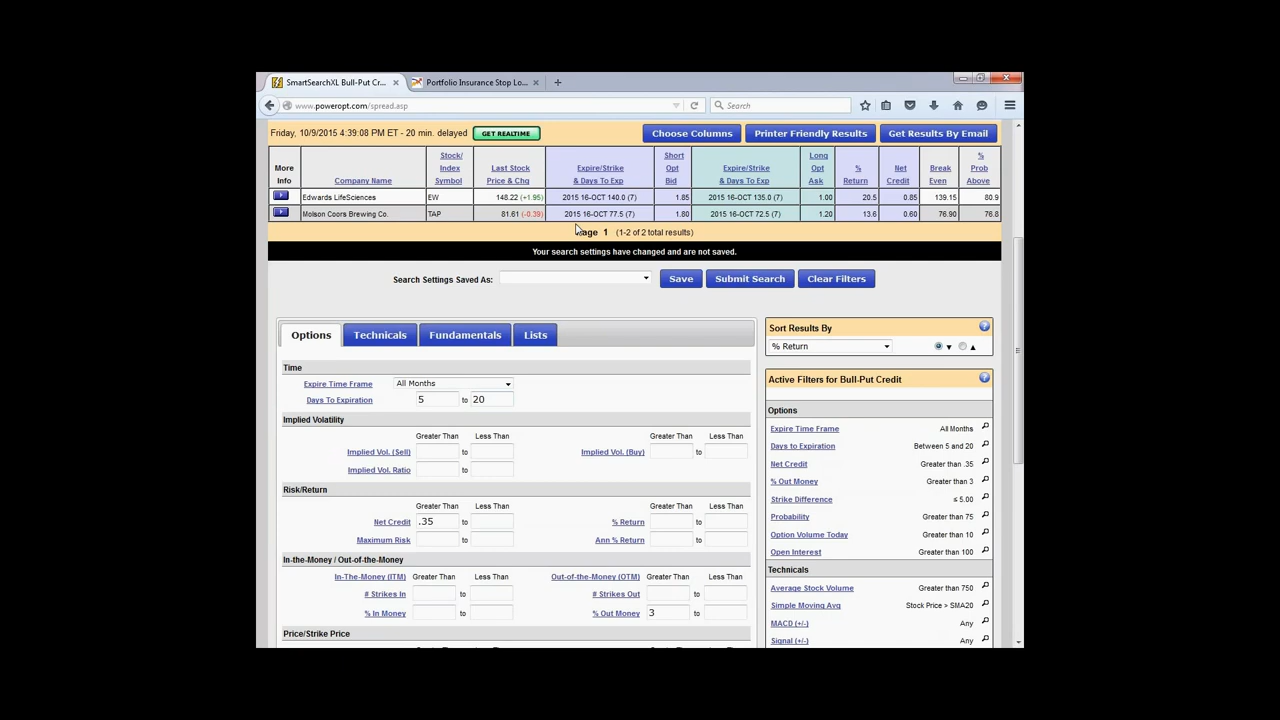 SmartSearchXL Bull-Put Cr... × Portfolio Insurance Stop Lo... × +
www.poweropt.com/spread.asp Search
Friday, 10/9/2015 4:39:08 PM ET - 20 min. delayed GET REALTIME Choose Columns Printer Friendly Results Get Results By Email
More Info Company Name Stock/ Index Symbol Last Stock Price & Chg Expire/Strike & Days To Exp Short Opt Bid Expire/Strike & Days To Exp Long Opt Ask % Return Net Credit Break Even % Prob Above
Edwards LifeSciences EW 148.22 (+1.95) 2015 16-OCT 140.0 (7) 1.85 2015 16-OCT 135.0 (7) 1.00 20.5 0.85 139.15 80.9
Molson Coors Brewing Co. TAP 81.61 (-0.39) 2015 16-OCT 77.5 (7) 1.80 2015 16-OCT 72.5 (7) 1.20 13.6 0.60 76.90 76.8
1 (1-2 of 2 total results)
Your search settings have changed and are not saved.
Search Settings Saved As: Save Submit Search Clear Filters
Options Technicals Fundamentals Lists
Time
Expire Time Frame All Months
Days To Expiration 5 to 20
Implied Volatility
Greater Than Less Than Greater Than Less Than
Implied Vol. (Sell) to Implied Vol. (Buy) to
Implied Vol. Ratio to
Risk/Return
Greater Than Less Than Greater Than Less Than
Net Credit .35 to % Return to
Maximum Risk to Ann % Return to
In-the-Money / Out-of-the-Money
In-The-Money (ITM) Greater Than Less Than Out-of-the-Money (OTM) Greater Than Less Than
# Strikes In to # Strikes Out to
% In Money to % Out Money 3 to
Price/Strike Price
Sort Results By
% Return
Active Filters for Bull-Put Credit
Options
Expire Time Frame All Months
Days to Expiration Between 5 and 20
Net Credit Greater than .35
% Out Money Greater than 3
Strike Difference ≤ 5.00
Probability Greater than 75
Option Volume Today Greater than 10
Open Interest Greater than 100
Technicals
Average Stock Volume Greater than 750
Simple Moving Avg Stock Price > SMA20
MACD (+/-) Any
Signal (+/-) Any